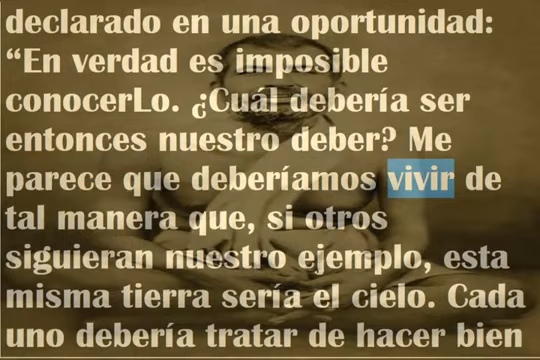 declarado en una oportunidad:
“En verdad es imposible
conocerLo. ¿Cuál debería ser
entonces nuestro deber? Me
parece que deberíamos vivir de
tal manera que, si otros
siguieran nuestro ejemplo, esta
misma tierra sería el cielo. Cada
uno debería tratar de hacer bien